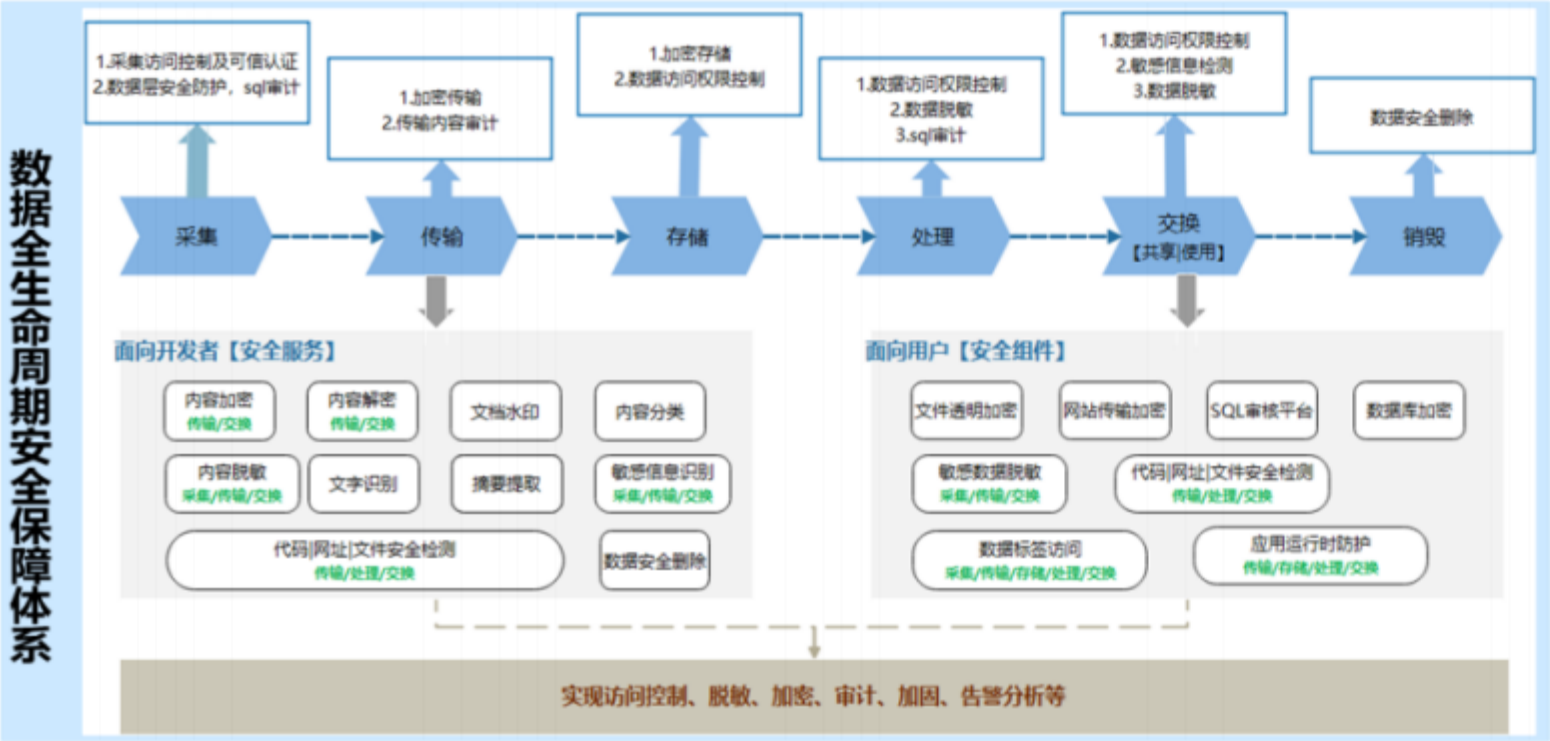 数据全生命周期安全保障体系
1.采集访问控制及可信认证
2.数据层安全防护，sql审计
1.加密传输
2.传输内容审计
1.加密存储
2.数据访问权限控制
1.数据访问权限控制
2.数据脱敏
3.sql审计
1.数据访问权限控制
2.敏感信息检测
3.数据脱敏
数据安全删除
采集
传输
存储
处理
交换
【共享|使用】
销毁
面向开发者【安全服务】
内容加密
传输/交换
内容解密
传输/交换
文档水印
内容分类
内容脱敏
采集/传输/交换
文字识别
摘要提取
敏感信息识别
采集/传输/交换
代码|网址|文件安全检测
传输/处理/交换
数据安全删除
面向用户【安全组件】
文件透明加密
网站传输加密
SQL审核平台
数据库加密
敏感数据脱敏
采集/传输/交换
代码|网址|文件安全检测
传输/处理/交换
数据标签访问
采集/传输/存储/处理/交换
应用运行时防护
传输/存储/处理/交换
实现访问控制、脱敏、加密、审计、加因、告警分析等